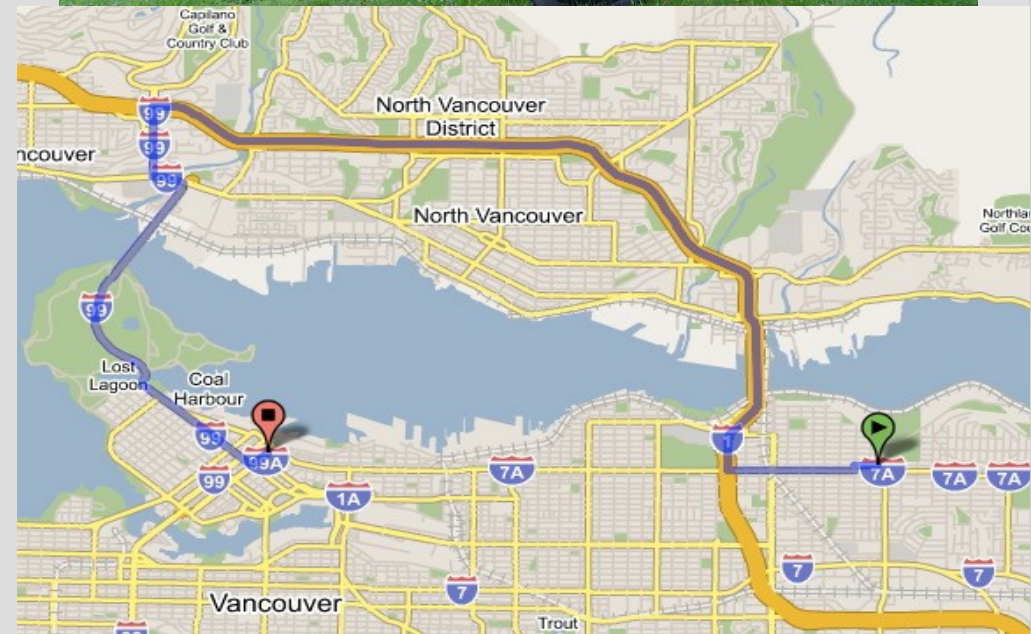 Capilano
Golf &
Country Club
99
North Vancouver
District
99
ncouver
99
North Vancouver
Northla
Golf Cou
99
Lost
Lagoon
Coal
Harbour
99
1
99A
7A
7A
7A
7A
99
1A
7
7
7
Vancouver
Trout